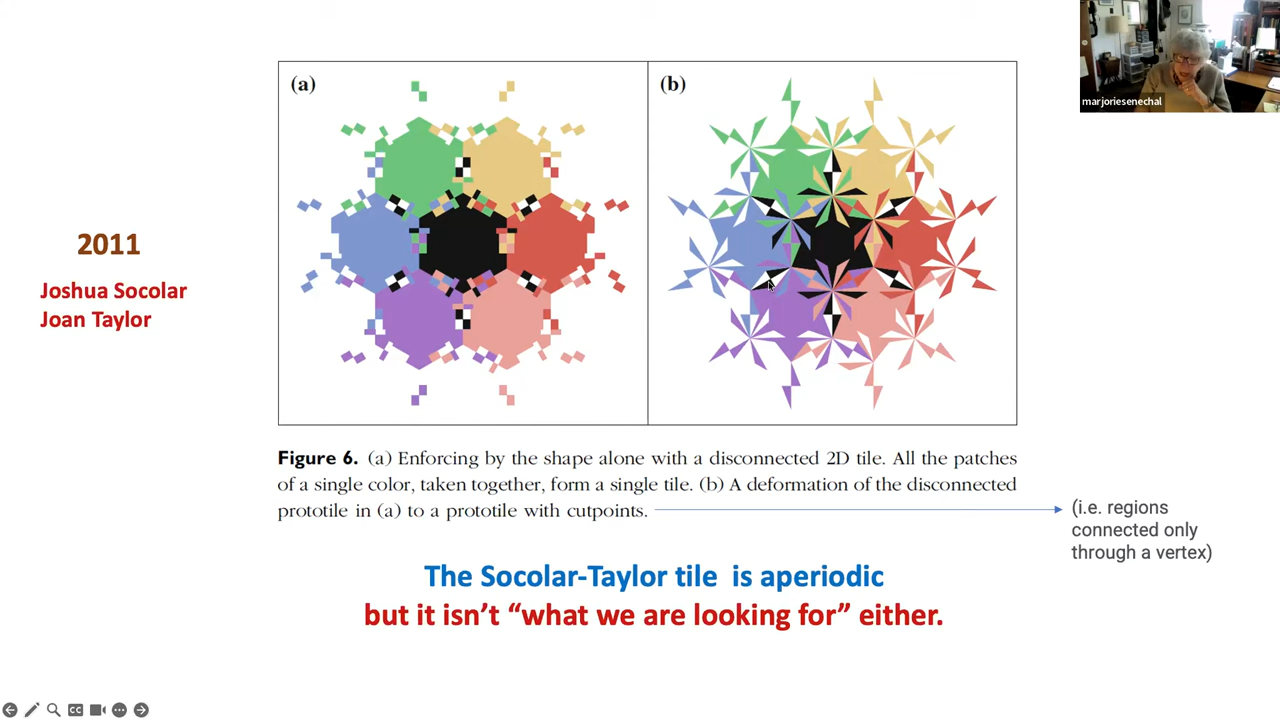 marjoriesenechal
(a)
(b)
2011
Joshua Socolar
Joan Taylor
Figure 6. (a) Enforcing by the shape alone with a disconnected 2D tile. All the patches
of a single color, taken together, form a single tile. (b) A deformation of the disconnected
prototile in (a) to a prototile with cutpoints.
(i.e. regions
connected only
through a vertex)
The Socolar-Taylor tile is aperiodic
but it isn't “what we are looking for” either.
CC